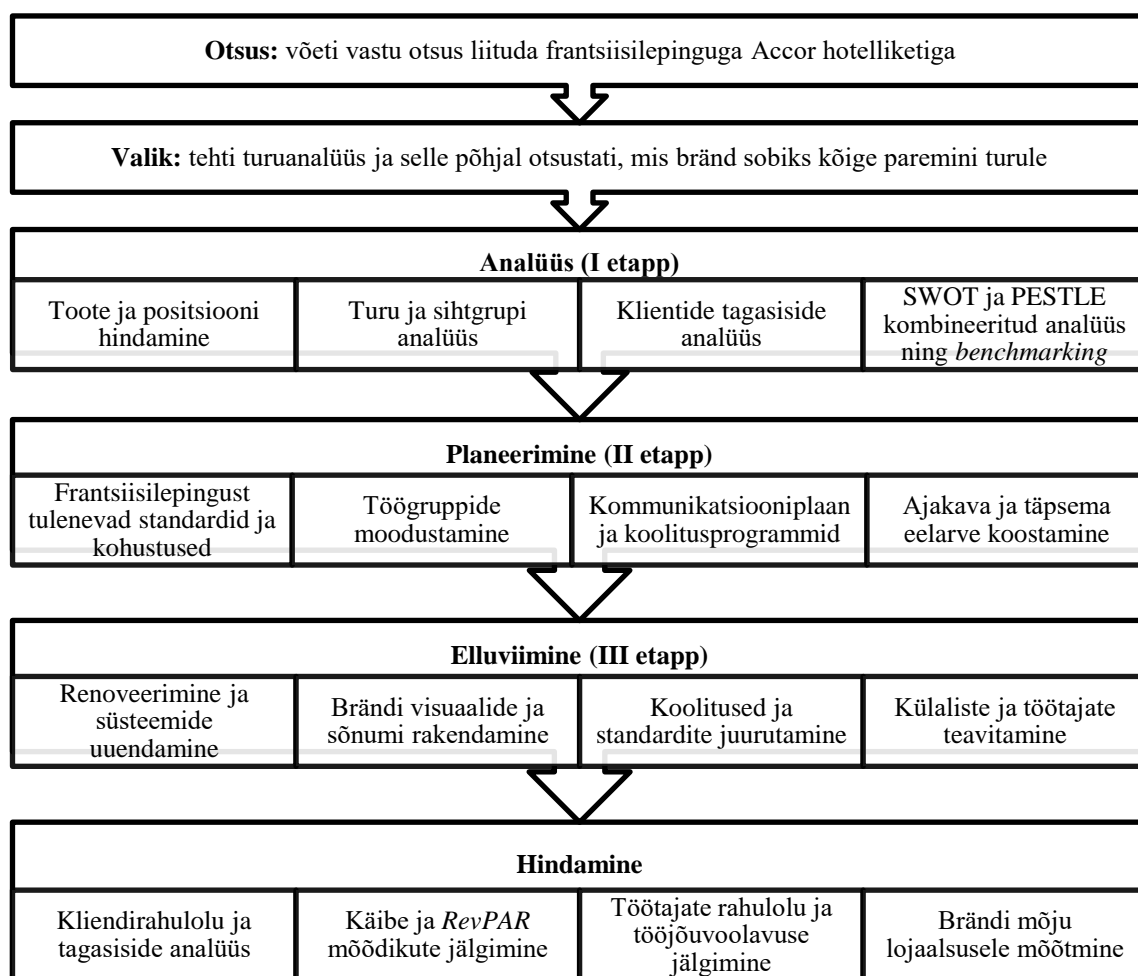 Otsus: võeti vastu otsus liituda frantsiisilepinguga Accor hotelliketiga
Valik: tehti turuanalüüs ja selle põhjal otsustati, mis bränd sobiks kõige paremini turule
Analüüs (I etapp)
Toote ja positsiooni
hindamine
Turu ja sihtgrupi
analüüs
Klientide tagasiside
analüüs
SWOT ja PESTLE
kombineeritud analüüs
ning benchmarking
Planeerimine (II etapp)
Frantsiisilepingust
tulenevad standardid ja
kohustused
Töögruppide
moodustamine
Kommunikatsiooniplaan
ja koolitusprogrammid
Ajakava ja täpsema
eelarve koostamine
Elluviimine (III etapp)
Renoveerimine ja
süsteemide
uuendamine
Brändi visuaalide ja
sõnumi rakendamine
Koolitused ja
standardite juurutamine
Külaliste ja töötajate
teavitamine
Hindamine
Kliendirahulolu ja
tagasiside analüüs
Käibe ja RevPAR
mõõdikute jälgimine
Töötajate rahulolu ja
tööjõuvoolavuse
jälgimine
Brändi mõju
lojaalsusele mõõtmine